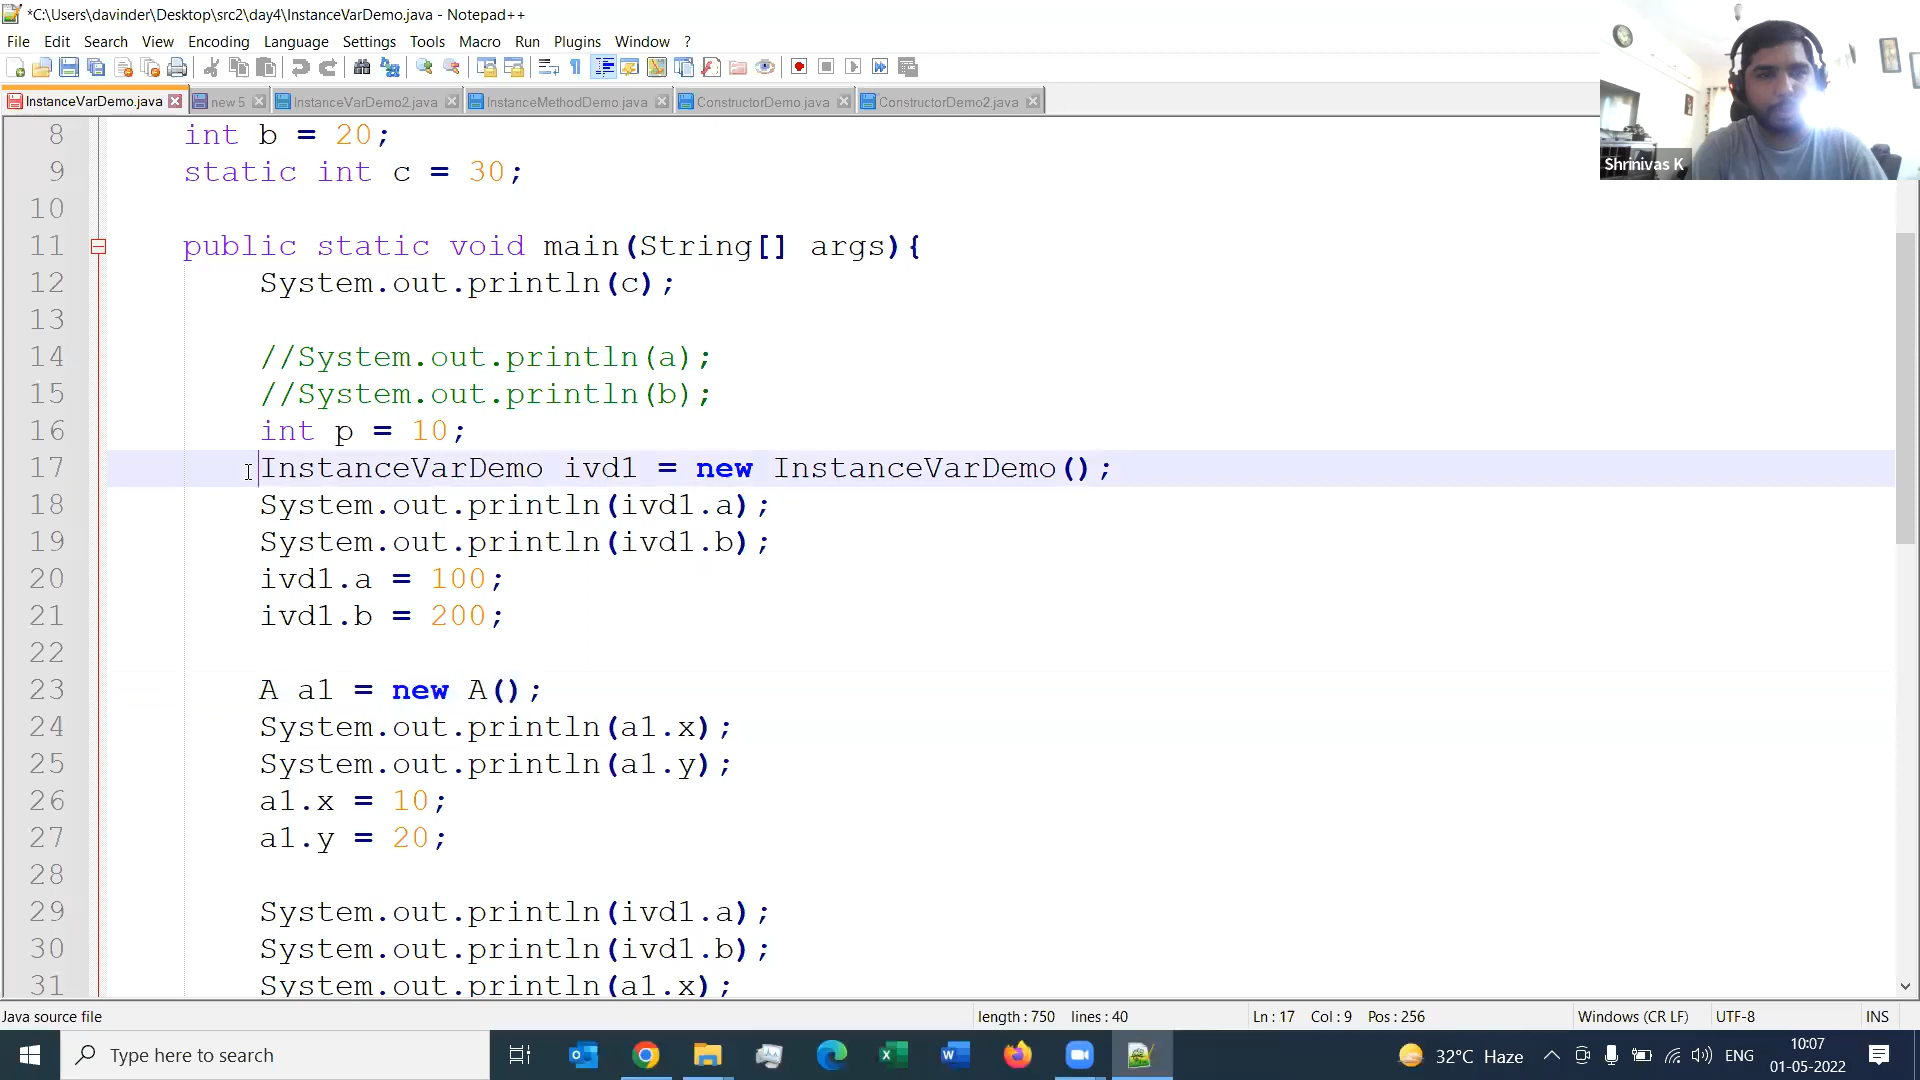 *C:\Users\davinder\Desktop\src2\day4\InstanceVarDemo.java - Notepad++
File Edit Search View Encoding Language Settings Tools Macro Run Plugins Window ?
InstanceVarDemo.java new 5 InstanceVarDemo2.java InstanceMethodDemo.java ConstructorDemo.java ConstructorDemo2.java
Shrinivas K
8 int b = 20;
9 static int c = 30;
10
11 public static void main(String[] args){
12 System.out.println(c);
13
14 //System.out.println(a);
15 //System.out.println(b);
16 int p = 10;
17 InstanceVarDemo ivd1 = new InstanceVarDemo();
18 System.out.println(ivd1.a);
19 System.out.println(ivd1.b);
20 ivd1.a = 100;
21 ivd1.b = 200;
22
23 A a1 = new A();
24 System.out.println(a1.x);
25 System.out.println(a1.y);
26 a1.x = 10;
27 a1.y = 20;
28
29 System.out.println(ivd1.a);
30 System.out.println(ivd1.b);
31 System.out.println(a1.x);
Java source file length : 750 lines : 40 Ln : 17 Col : 9 Pos : 256 Windows (CR LF) UTF-8 INS
Type here to search 32°C Haze ENG 10:07
01-05-2022